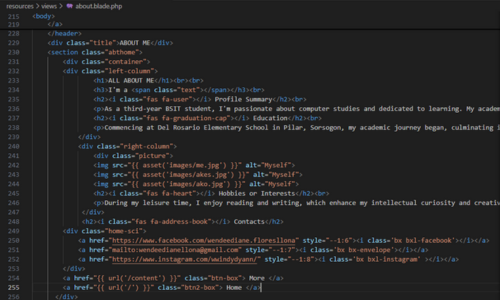 resources > views > about.blade.php
215 <body>
219 </a>
228 </header>
229 <div class="title">ABOUT ME</div>
230 <section class="abthome">
231 <div class="container">
232 <div class="left-column">
233 <h1>ALL ABOUT ME</h1><br><br>
234 <h3>I'm a <span class="text"></span></h3><br>
235 <h2><i class="fas fa-user"></i> Profile Summary</h2><br>
236 <p>As a third-year BSIT student, I'm passionate about computer studies and dedicated to learning. My academ
237 <h2><i class="fas fa-graduation-cap"></i> Education</h2><br>
238 <p>Commencing at Del Rosario Elementary School in Pilar, Sorsogon, my academic journey began, culminating i
239 </div>
240 <div class="right-column">
241 <div class="picture">
242 <img src="{{ asset('images/me.jpg') }}" alt="Myself">
243 <img src="{{ asset('images/akes.jpg') }}" alt="Myself">
244 <img src="{{ asset('images/ako.jpg') }}" alt="Myself">
245 <h2><i class="fas fa-heart"></i> Hobbies or Interests</h2><br>
246 <p>During my leisure time, I enjoy reading and writing, which enhance my intellectual curiosity and creativ
247 </div>
248 <h2><i class="fas fa-address-book"></i> Contacts</h2>
249 <div class="home-sci">
250 <a href="https://www.facebook.com/wendeediane.floresllona" style="--i:6"><i class='bx bxl-facebook'></i></a>
251 <a href="mailto:wendeedianellona@gmail.com" style="--i:7"><i class='bx bx-envelope'></i></a>
252 <a href="https://www.instagram.com/vwindydyann/" style="--i:8"><i class='bx bxl-instagram' ></i></a>
253 </div>
254 <a href="{{ url('/content') }}" class="btn-box"> More </a>
255 <a href="{{ url('/') }}" class="btn2-box"> Home </a>
256 </div>